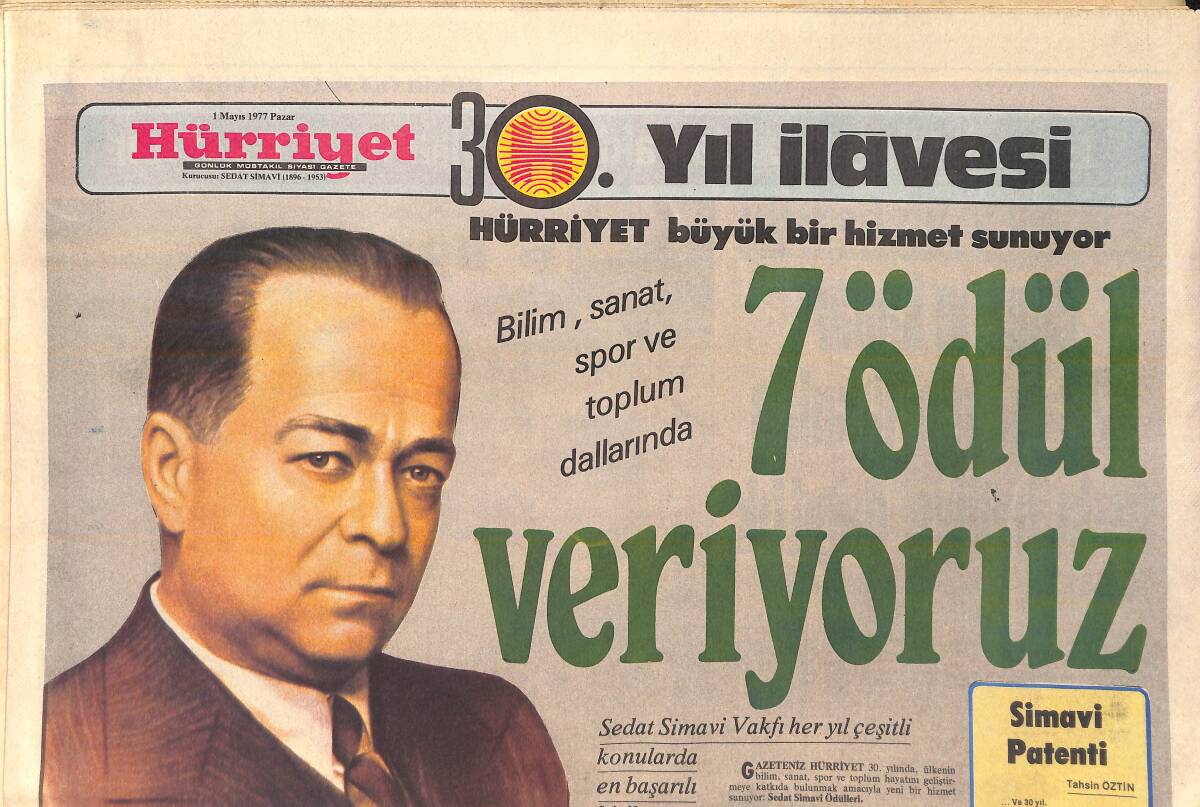 1 Mayıs 1977 Pazar
Hürriyet
GÜNLÜK MÜSTAKİL SİYASİ GAZETE
Kurucusu: SEDAT SİMAVİ (1896 - 1953)
30. Yıl ilâvesi
HÜRRİYET büyük bir hizmet sunuyor
Bilim, sanat,
spor ve
toplum
dallarında
7 ödül
veriyoruz
Sedat Simavi Vakfı her yıl çeşitli
konularda
en başarılı
GAZETENİZ HÜRRİYET 30. yılında, ülkenin
bilim, sanat, spor ve toplum hayatını geliştir-
meye katkıda bulunmak amacıyla yeni bir hizmet
sunuyor: Sedat Simavi Ödülleri.
Simavi
Patenti
Tahsin ÖZTİN
... Ve 30 yıl.